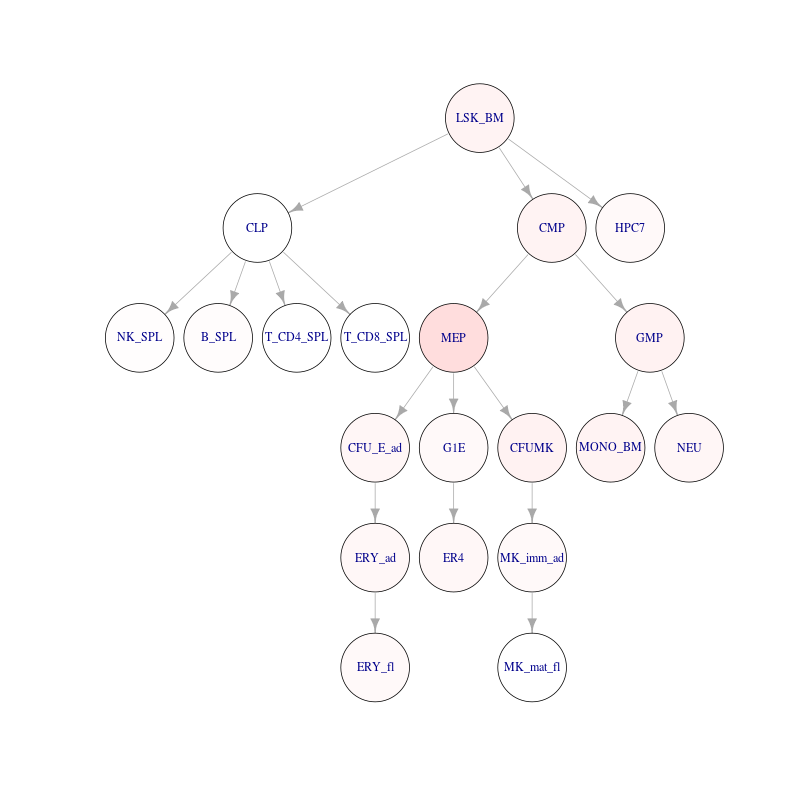 LSK_BM
CLP
CMP
HPC7
NK_SPL
B_SPL
T_CD4_SPL
T_CD8_SPL
MEP
GMP
CFU_E_ad
G1E
CFUMK
MONO_BM
NEU
ERY_ad
ER4
MK_imm_ad
ERY_fl
MK_mat_fl